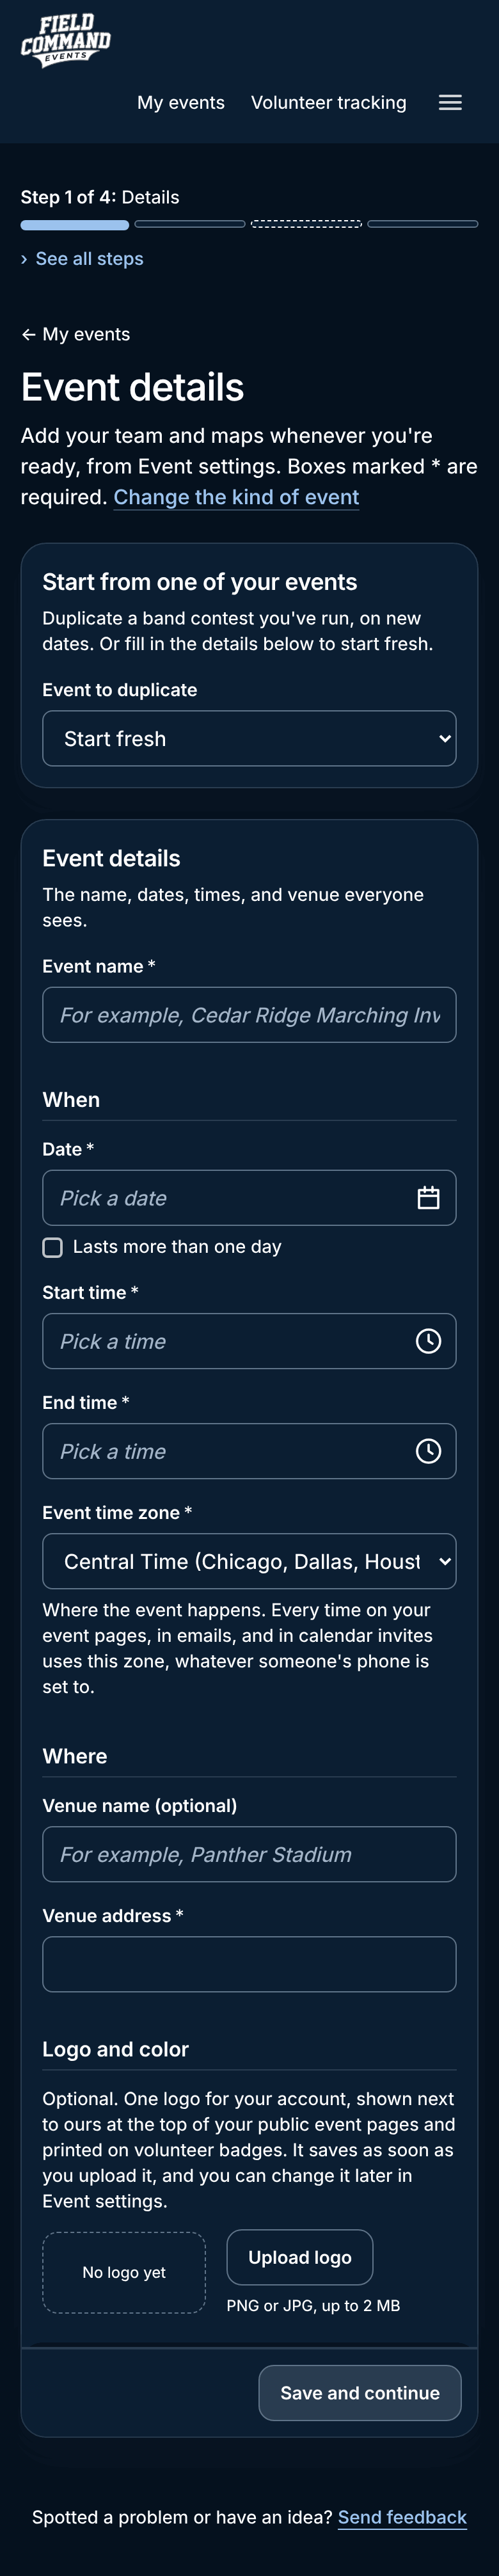 FIELD
COMMAND
EVENTS
My events
Volunteer tracking
Step 1 of 4: Details
› See all steps
← My events
Event details
Add your team and maps whenever you're
ready, from Event settings. Boxes marked * are
required. Change the kind of event
Start from one of your events
Duplicate a band contest you've run, on new
dates. Or fill in the details below to start fresh.
Event to duplicate
Start fresh
Event details
The name, dates, times, and venue everyone
sees.
Event name *
For example, Cedar Ridge Marching Inv
When
Date *
Pick a date
Lasts more than one day
Start time *
Pick a time
End time *
Pick a time
Event time zone *
Central Time (Chicago, Dallas, Houst
Where the event happens. Every time on your
event pages, in emails, and in calendar invites
uses this zone, whatever someone's phone is
set to.
Where
Venue name (optional)
For example, Panther Stadium
Venue address *
Logo and color
Optional. One logo for your account, shown next
to ours at the top of your public event pages and
printed on volunteer badges. It saves as soon as
you upload it, and you can change it later in
Event settings.
No logo yet
Upload logo
PNG or JPG, up to 2 MB
Save and continue
Spotted a problem or have an idea? Send feedback